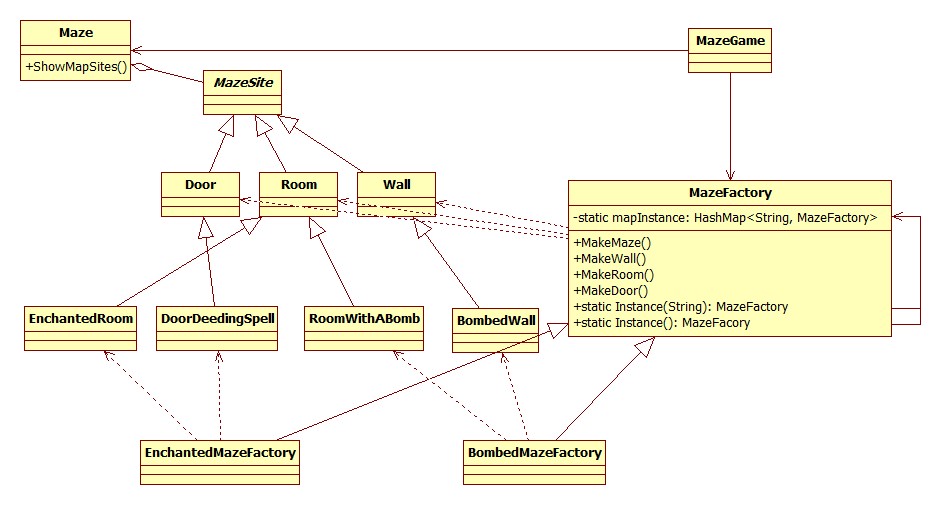 Maze
+ShowMapSites()
MazeGame
MazeSite
Door
Room
Wall
MazeFactory
-static mapInstance: HashMap<String, MazeFactory>
+MakeMaze()
+MakeWall()
+MakeRoom()
+MakeDoor()
+static Instance(String): MazeFactory
+static Instance(): MazeFacory
EnchantedRoom
DoorDeedingSpell
RoomWithABomb
BombedWall
EnchantedMazeFactory
BombedMazeFactory